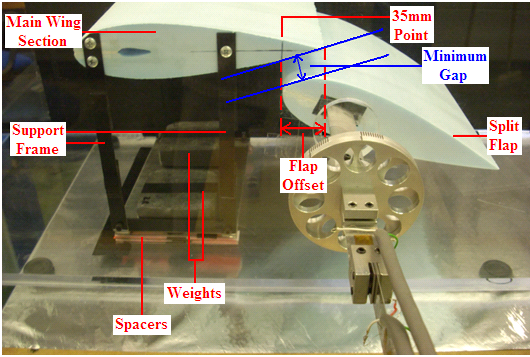 Main Wing
Section
35mm
Point
Minimum
Gap
Support
Frame
Split
Flap
Flap
Offset
Weights
Spacers